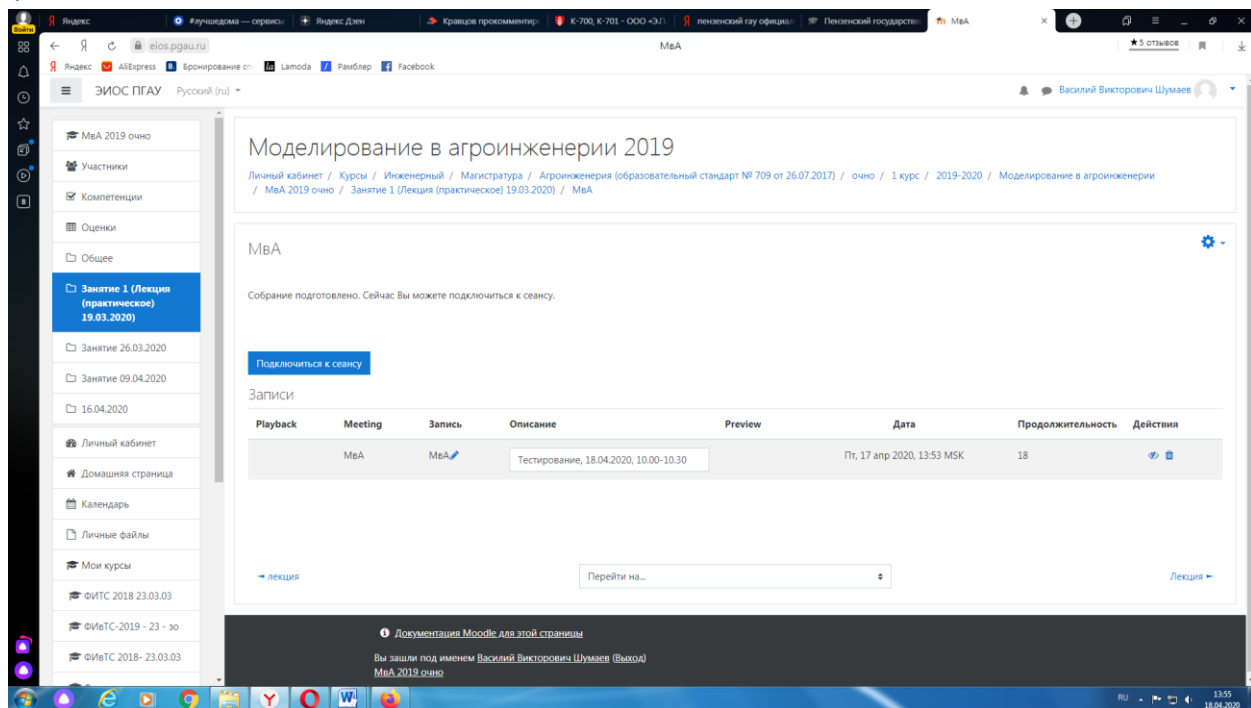 Яндекс
#лучшедома — сервисы
Яндекс.Дзен
Кравцов прокомментир
К-700, К-701 - ООО «Э.П.
пензенский гау официал
Пензенский государстве
МвА
Войти
eios.pgau.ru
МвА
★5 отзывов
Яндекс AliExpress Бронирование от Lamoda Рамблер Facebook
ЭИОС ПГАУ Русский (ru)
Василий Викторович Шумаев
МвА 2019 очно
Участники
Компетенции
Оценки
Общее
Занятие 1 (Лекция
(практическое)
19.03.2020)
Занятие 26.03.2020
Занятие 09.04.2020
16.04.2020
Личный кабинет
Домашняя страница
Календарь
Личные файлы
Мои курсы
ФИТС 2018 23.03.03
ФИвТС-2019 - 23 - зо
ФИвТС 2018- 23.03.03
Моделирование в агроинженерии 2019
Личный кабинет / Курсы / Инженерный / Магистратура / Агроинженерия (образовательный стандарт № 709 от 26.07.2017) / очно / 1 курс / 2019-2020 / Моделирование в агроинженерии
/ МвА 2019 очно / Занятие 1 (Лекция (практическое) 19.03.2020) / МвА
МвА
Собрание подготовлено. Сейчас Вы можете подключиться к сеансу.
Подключиться к сеансу
Записи
Playback Meeting Запись Описание Preview Дата Продолжительность Действия
МвА МвА Тестирование, 18.04.2020, 10.00-10.30 Пт, 17 апр 2020, 13:53 MSK 18
◄ лекция
Перейти на...
Лекция ►
Документация Moodle для этой страницы
Вы зашли под именем Василий Викторович Шумаев (Выход)
МвА 2019 очно
RU
13:55
18.04.2020